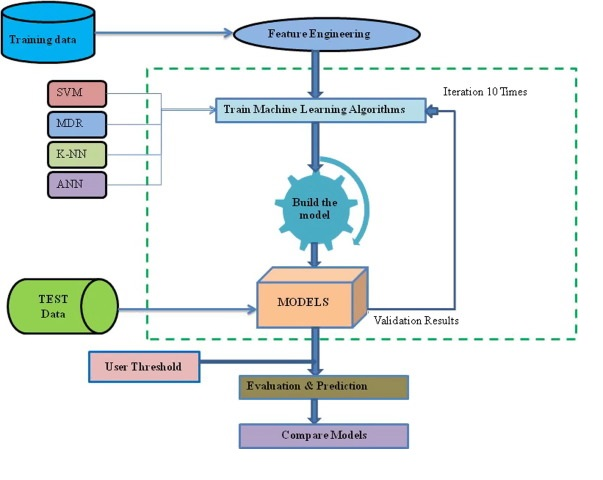 Training data
Feature Engineering
SVM
MDR
K-NN
ANN
Iteration 10 Times
Train Machine Learning Algorithms
Build the
model
TEST
Data
MODELS
Validation Results
User Threshold
Evaluation & Prediction
Compare Models